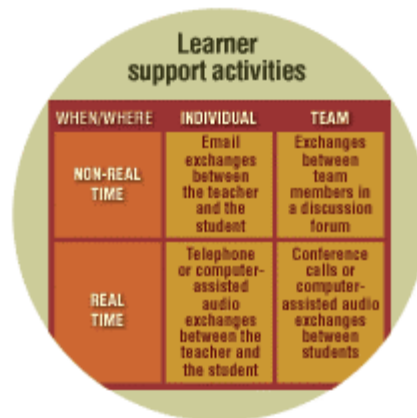 Learner
support activities
WHEN/WHERE
INDIVIDUAL
TEAM
NON-REAL
TIME
Email
exchanges
between
the teacher
and the
student
Exchanges
between
team
members in
a discussion
forum
REAL
TIME
Telephone
or computer-
assisted
audio
exchanges
between the
teacher and
the student
Conference
calls or
computer-
assisted audio
exchanges
between
students